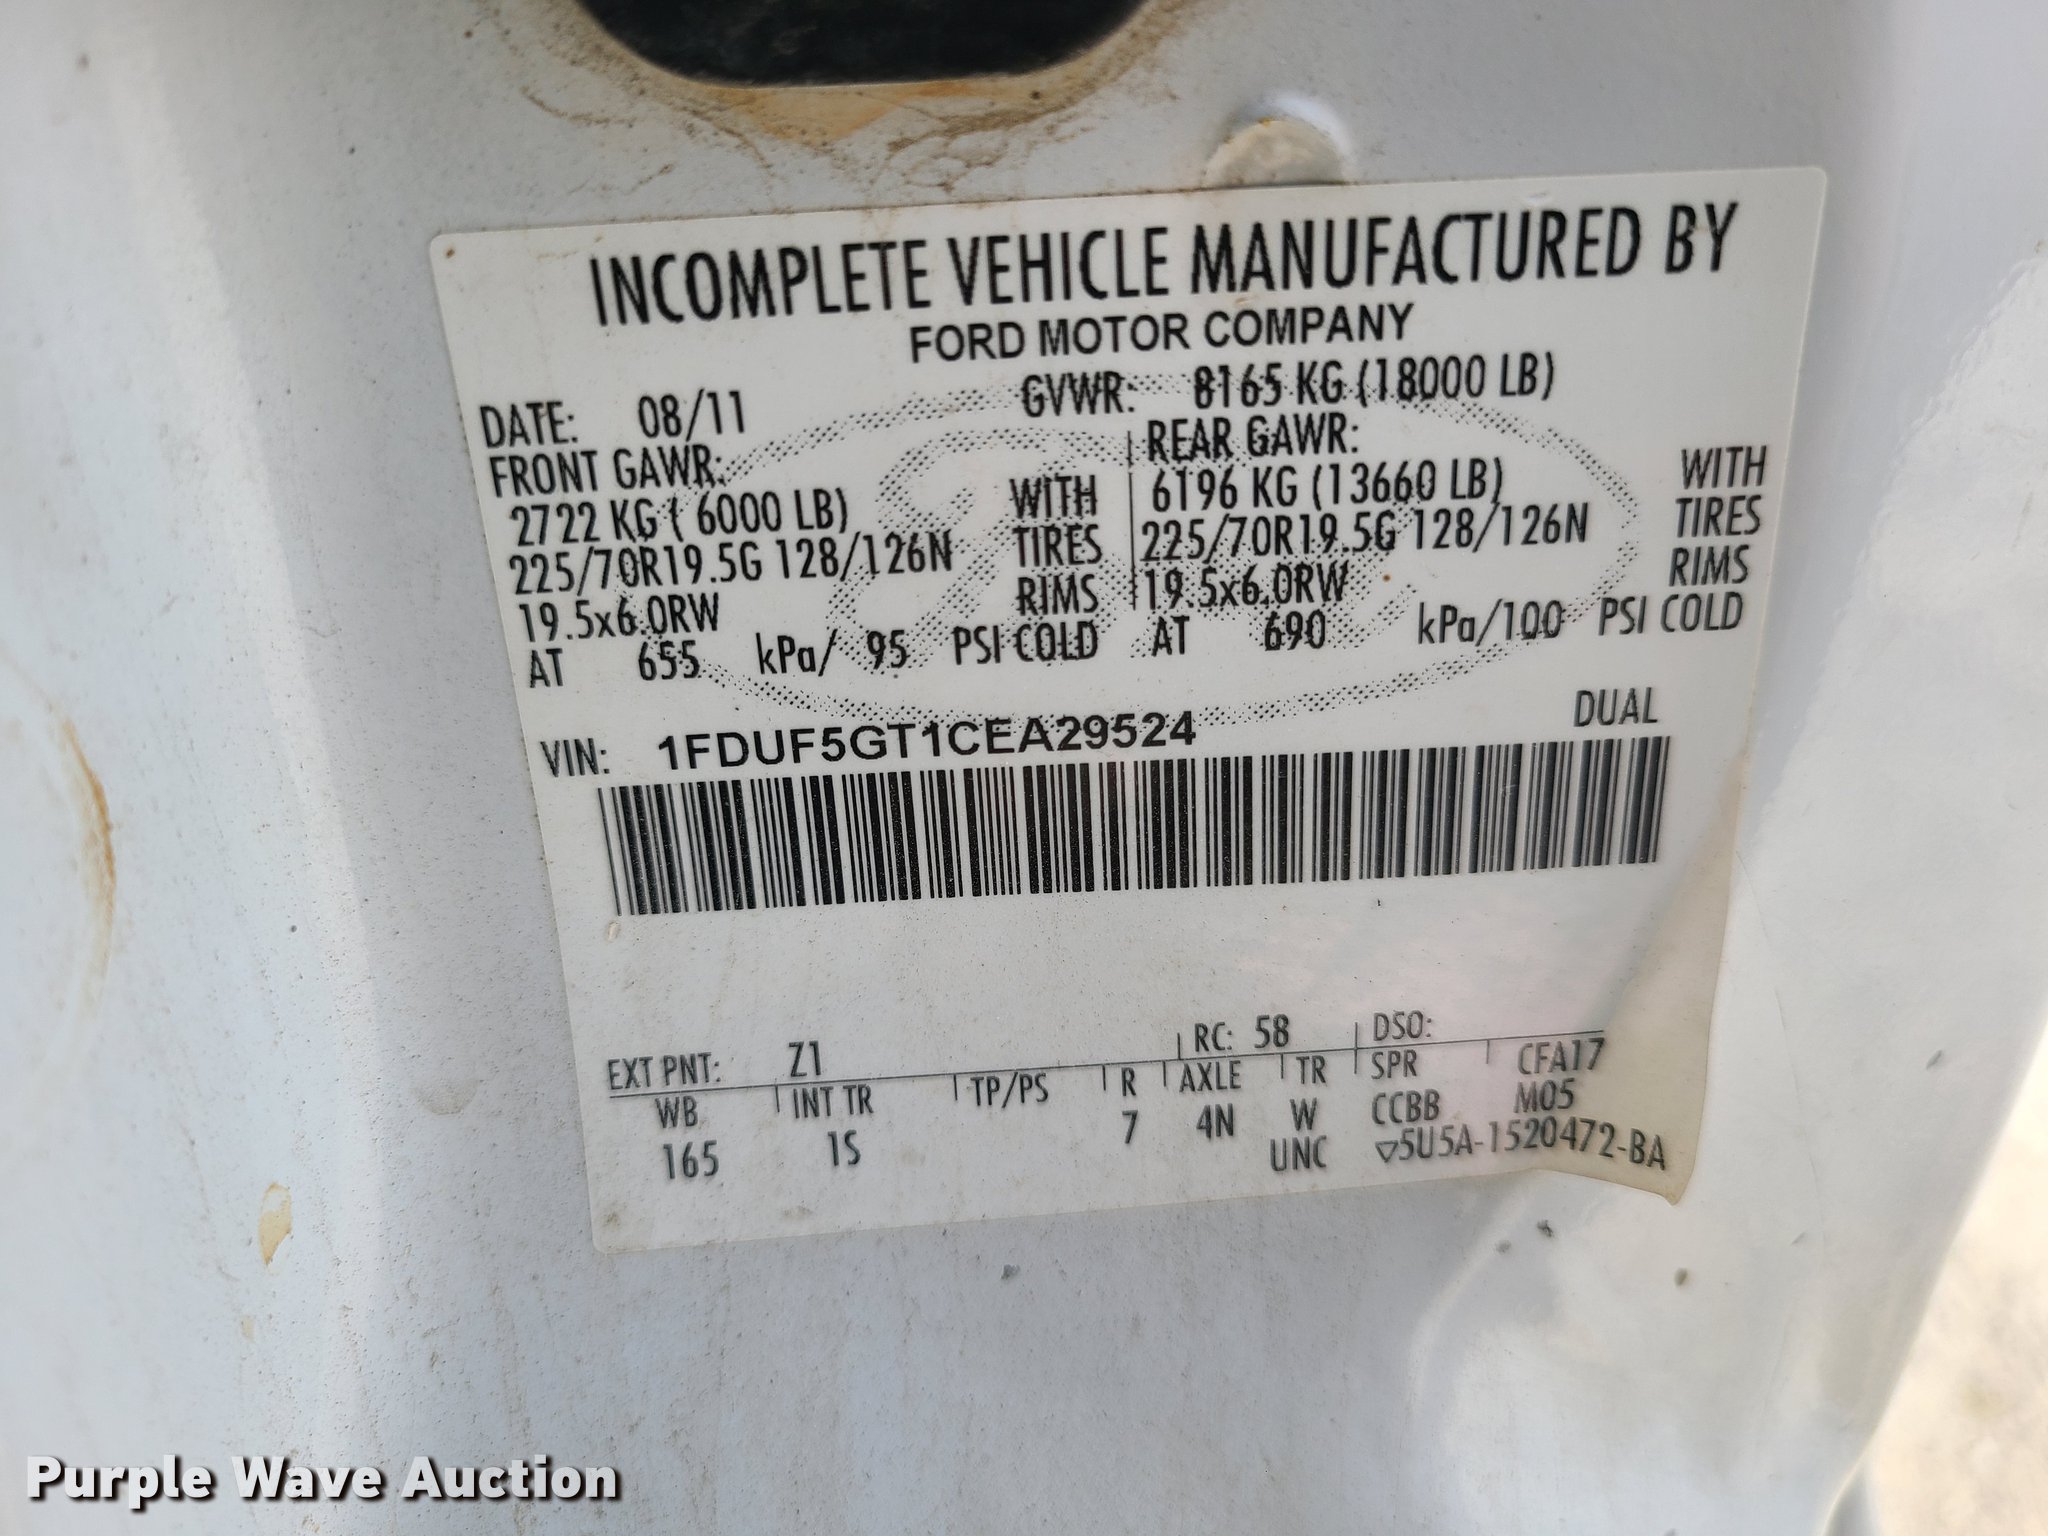 INCOMPLETE VEHICLE MANUFACTURED BY
FORD MOTOR COMPANY
DATE: 08/11 GVWR: 8165 KG (18000 LB)
FRONT GAWR: REAR GAWR:
2722 KG ( 6000 LB) WITH 6196 KG (13660 LB) WITH
225/70R19.5G 128/126N TIRES 225/70R19.5G 128/126N TIRES
19.5x6.0RW RIMS 19.5x6.0RW RIMS
AT 655 kPa/ 95 PSI COLD AT 690 kPa/100 PSI COLD
VIN: 1FDUF5GT1CEA29524 DUAL
EXT PNT: Z1 RC: 58 DSO:
WB INT TR TP/PS R AXLE TR SPR CFA17
165 1S 7 4N W CCBB M05
UNC ▽5U5A-1520472-BA
Purple Wave Auction